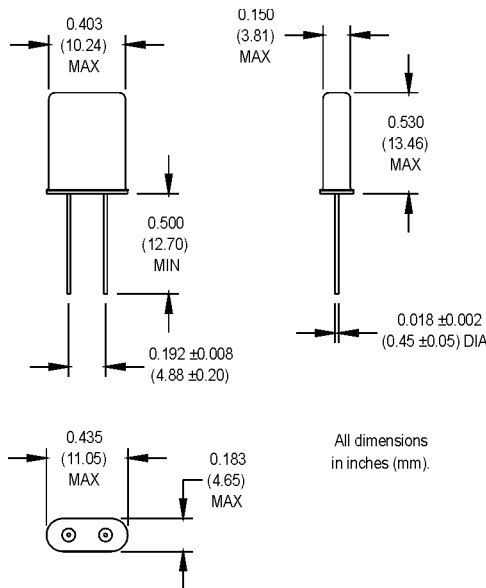 0.403
(10.24)
MAX
0.150
(3.81)
MAX
0.530
(13.46)
MAX
0.500
(12.70)
MIN
0.192 ±0.008
(4.88 ±0.20)
0.018 ±0.002
(0.45 ±0.05) DIA
0.435
(11.05)
MAX
0.183
(4.65)
MAX
All dimensions
in inches (mm).